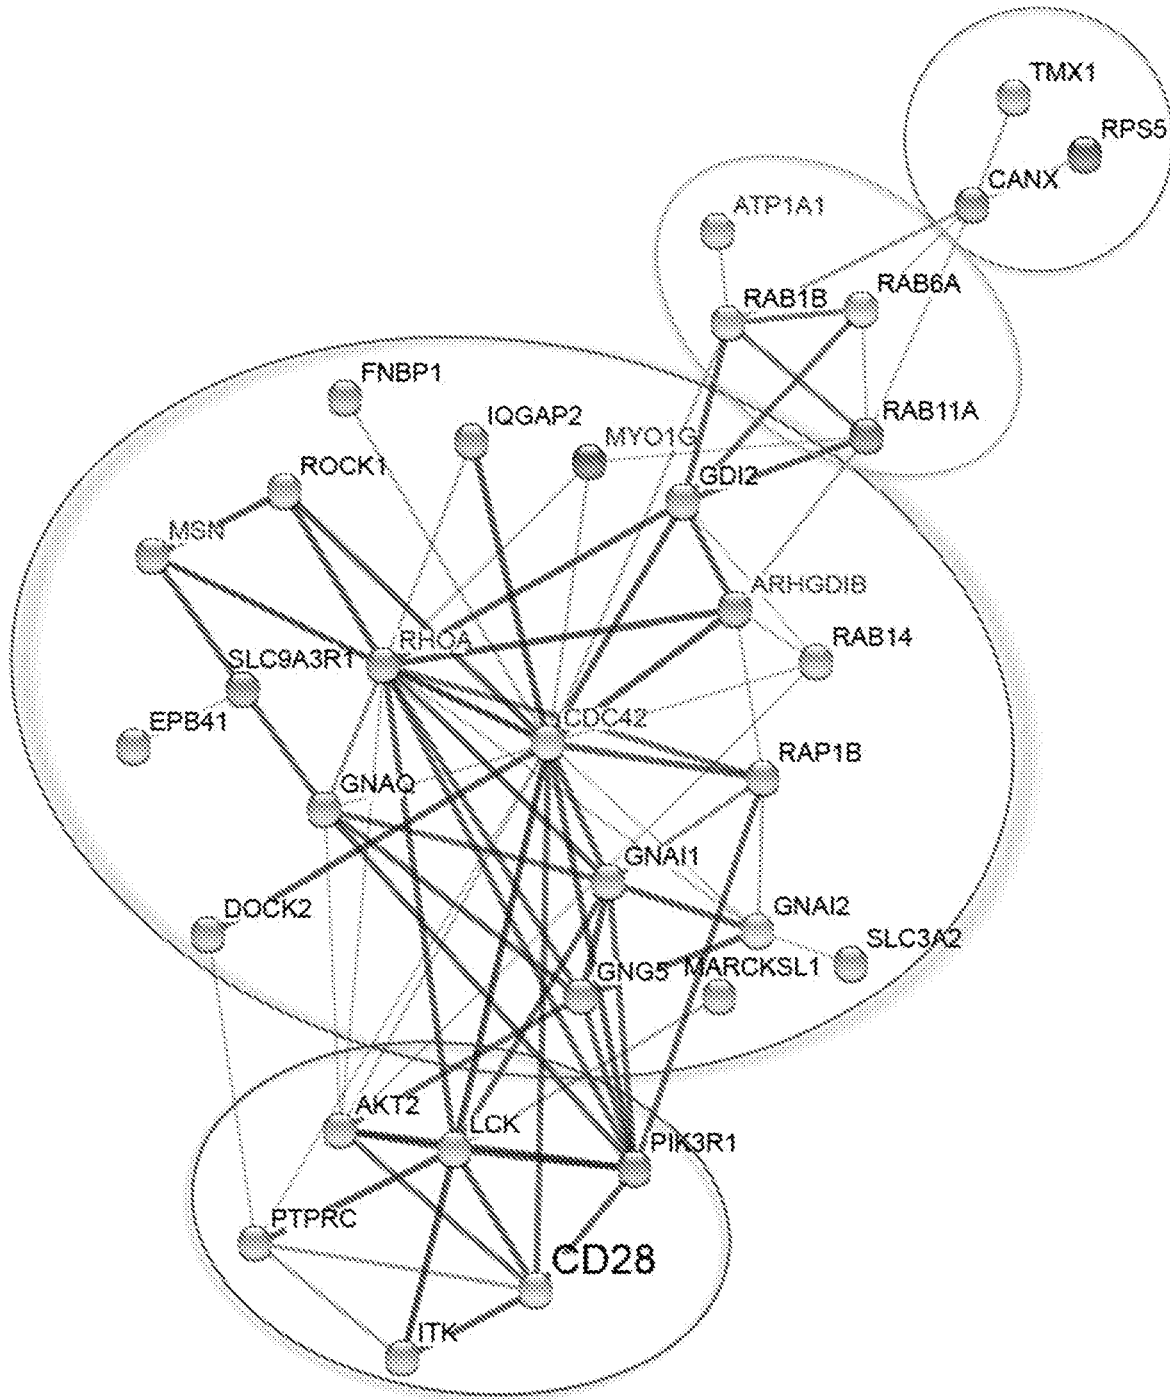 TMX1
RPS5
CANX
ATP1A1
RAB1B
RAB6A
FNBP1
IQGAP2
MYO1G
RAB11A
ROCK1
GDI2
MSN
ARHGDIB
RHOA
RAB14
SLC9A3R1
CDC42
EPB41
RAP1B
GNAQ
GNAI1
DOCK2
GNAI2
SLC3A2
GNG5
MARCKSL1
AKT2
LCK
PIK3R1
PTPRC
CD28
ITK